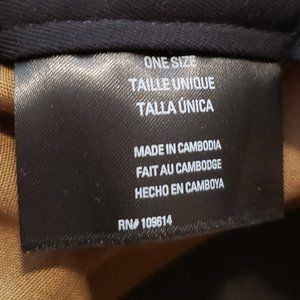 ONE SIZE
TAILLE UNIQUE
TALLA ÚNICA
MADE IN CAMBODIA
FAIT AU CAMBODGE
HECHO EN CAMBOYA
RN# 109614